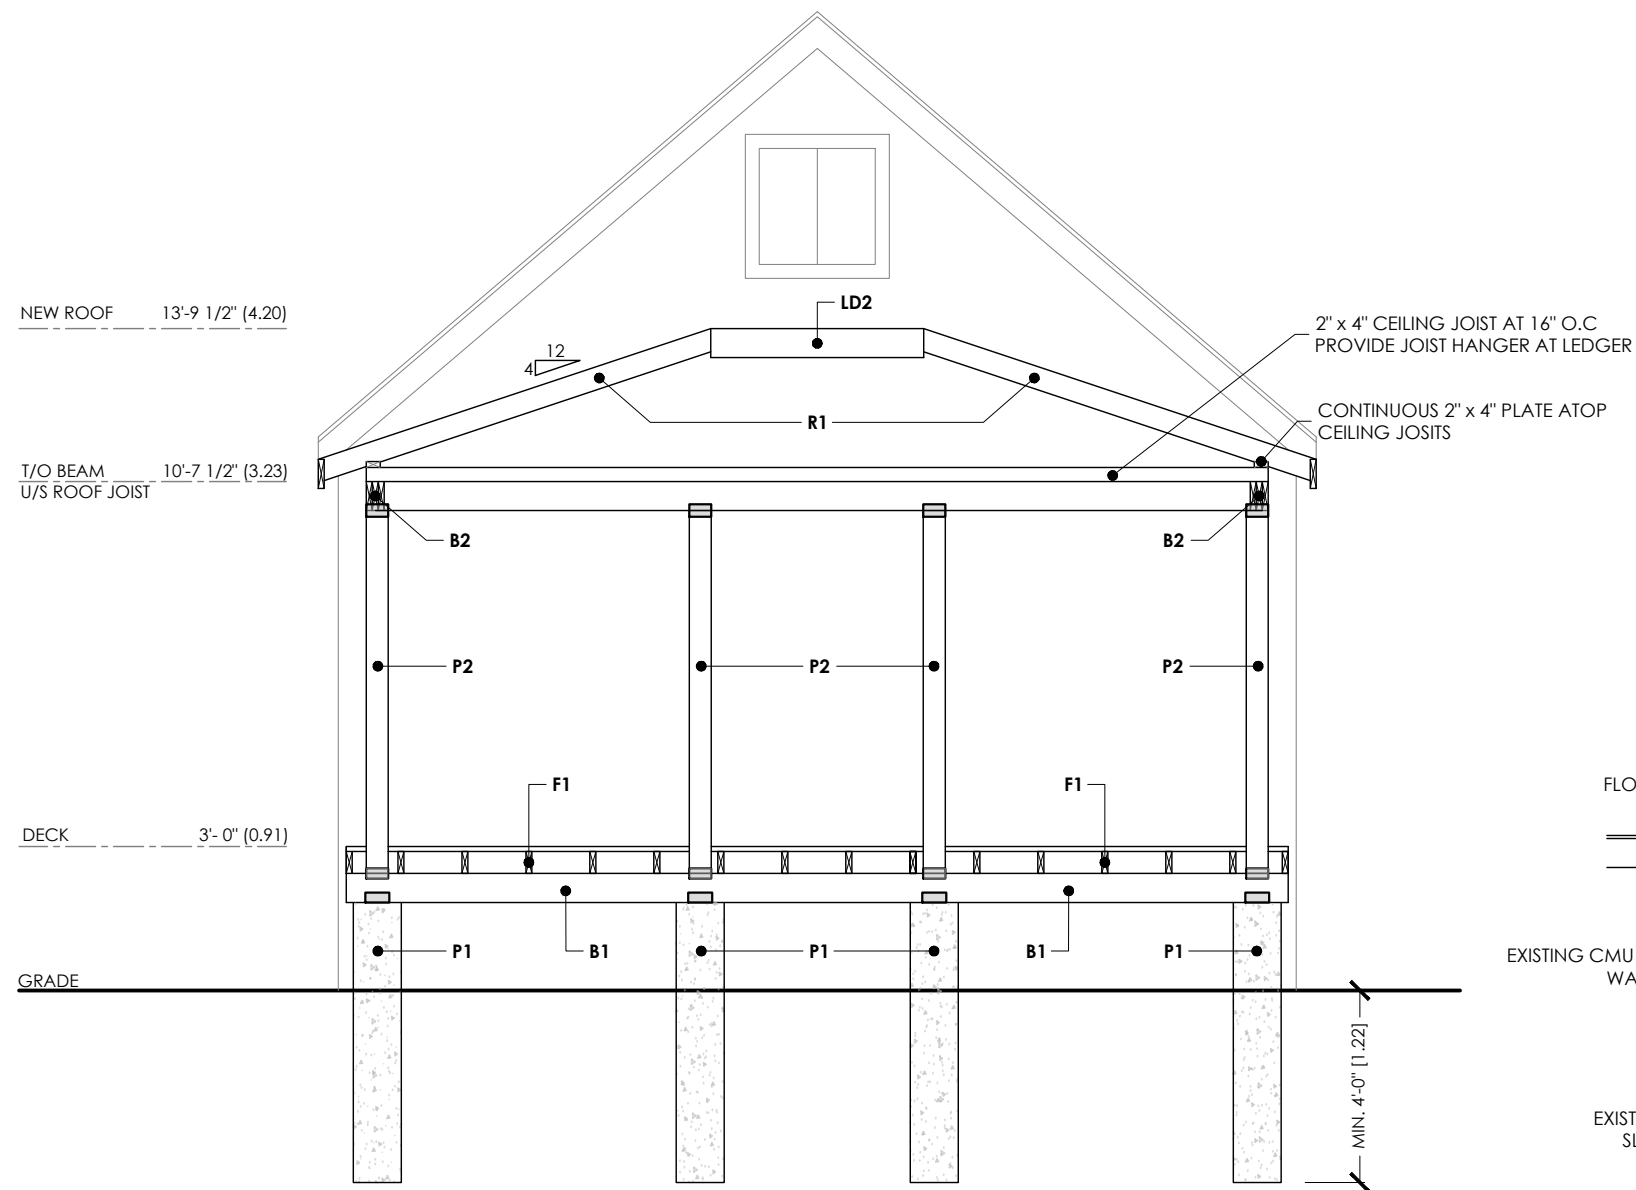 LD2
NEW ROOF 13'-9 1/2" (4.20)
2" x 4" CEILING JOIST AT 16" O.C
PROVIDE JOIST HANGER AT LEDGER
12
4
CONTINUOUS 2" x 4" PLATE ATOP
CEILING JOSITS
R1
T/O BEAM 10'-7 1/2" (3.23)
U/S ROOF JOIST
B2
B2
P2
P2
P2
F1
F1
FLO
DECK 3'- 0" (0.91)
P1
B1
P1
B1
P1
EXISTING CMU
WA
GRADE
MIN. 4'-0" [1.22]
EXIST
SL